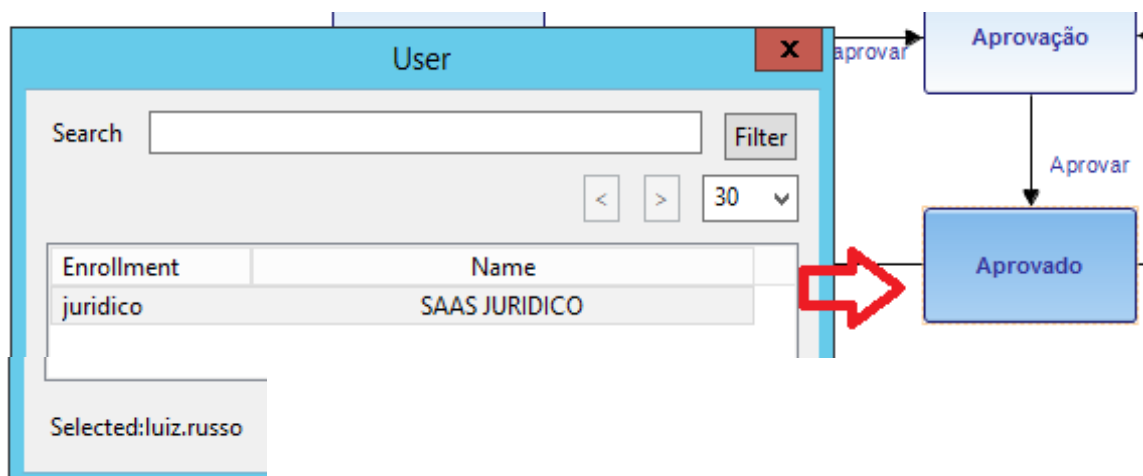 User
x
Search
Filter
<
>
30
Enrollment
Name
juridico
SAAS JURIDICO
Selected:luiz.russo
aprovar
Aprovação
Aprovar
Aprovado